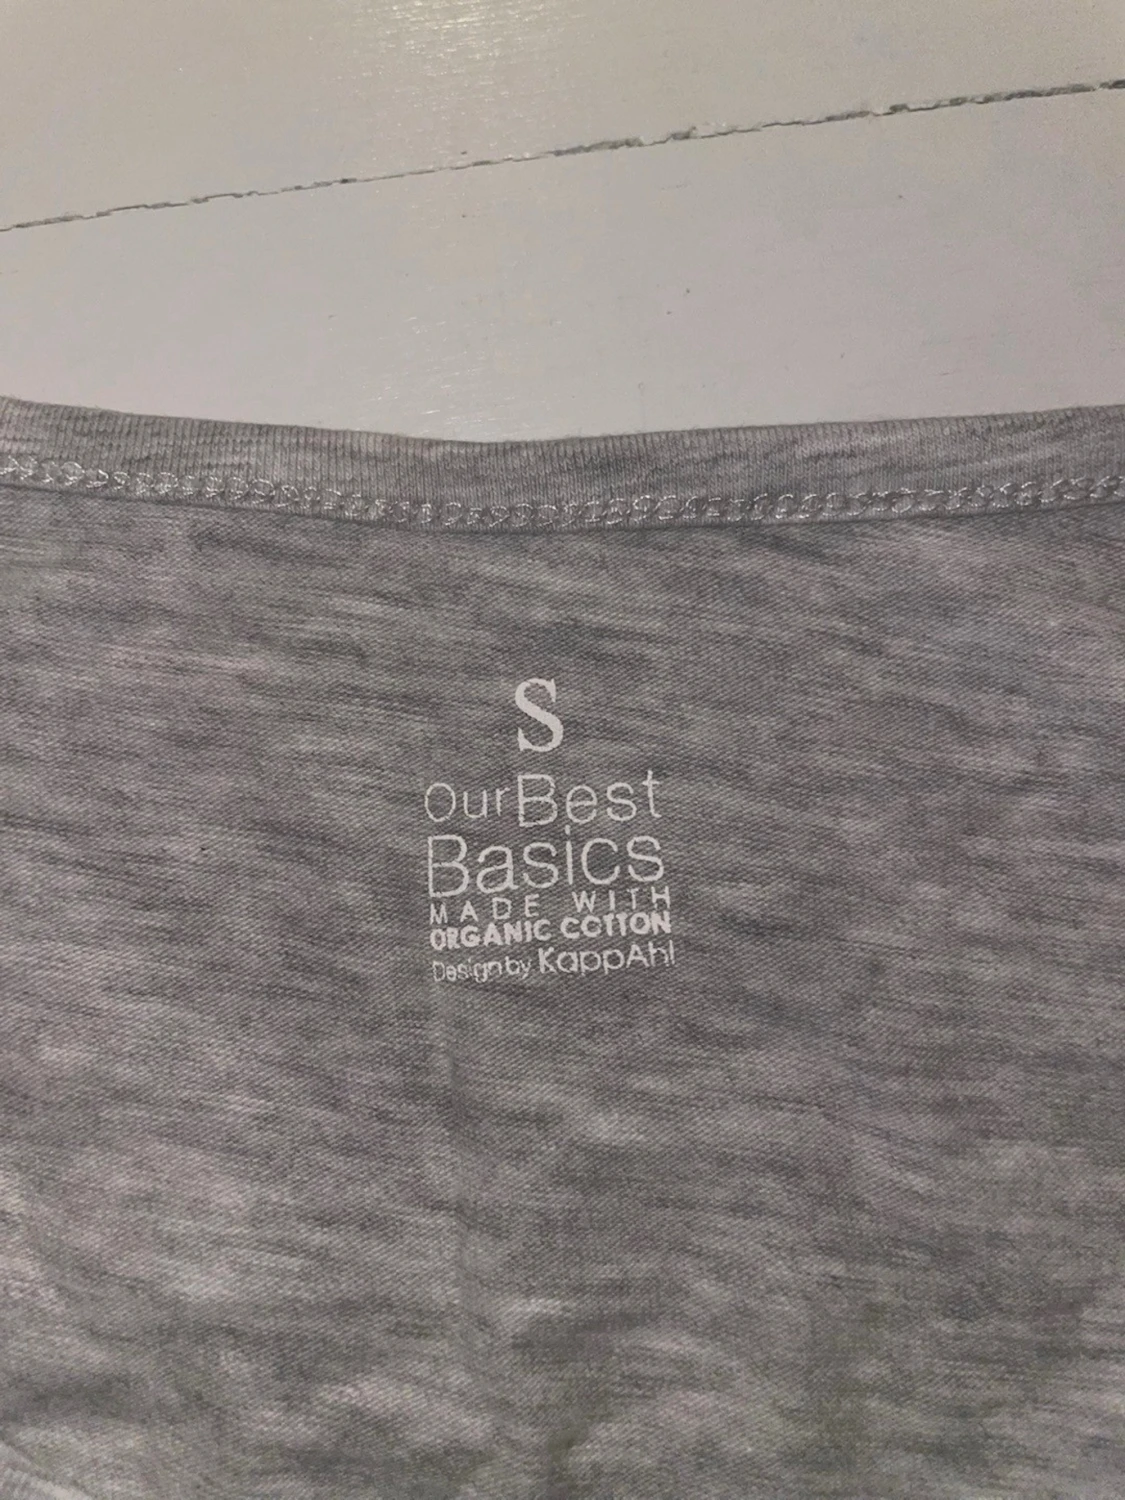 S
Our Best
Basics
MADE WITH
ORGANIC COTTON
Design by KappAhl